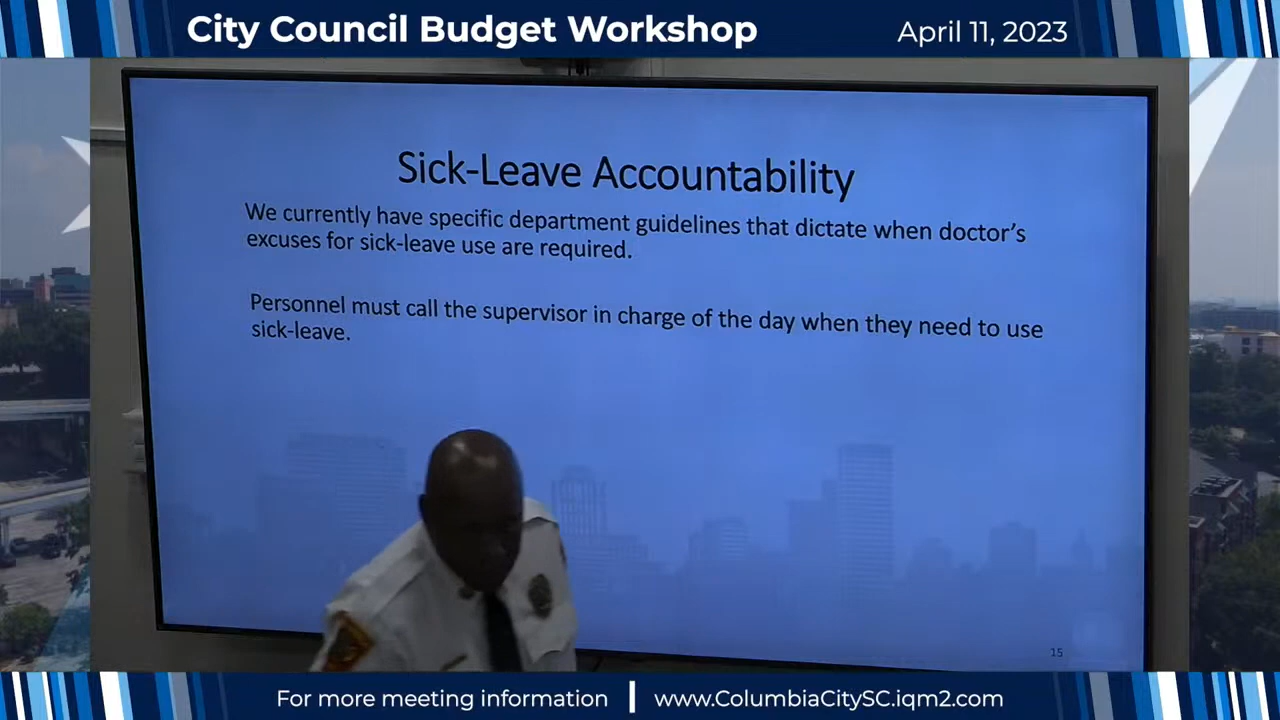 City Council Budget Workshop
April 11, 2023
Sick-Leave Accountability
We currently have specific department guidelines that dictate when doctor's
excuses for sick-leave use are required.
Personnel must call the supervisor in charge of the day when they need to use
sick-leave.
15
For more meeting information | www.ColumbiaCitySC.iqm2.com